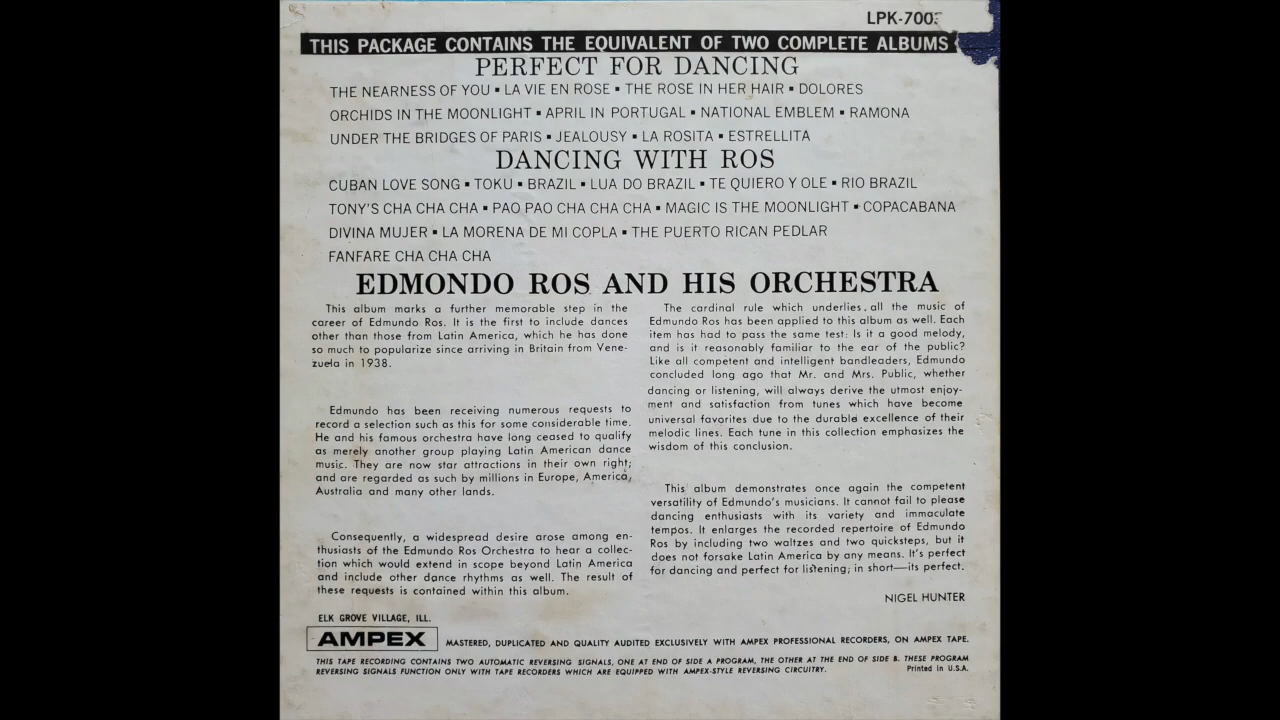 LPK-700
THIS PACKAGE CONTAINS THE EQUIVALENT OF TWO COMPLETE ALBUMS
PERFECT FOR DANCING
THE NEARNESS OF YOU ▪ LA VIE EN ROSE ▪ THE ROSE IN HER HAIR ▪ DOLORES
ORCHIDS IN THE MOONLIGHT ▪ APRIL IN PORTUGAL ▪ NATIONAL EMBLEM ▪ RAMONA
UNDER THE BRIDGES OF PARIS ▪ JEALOUSY ▪ LA ROSITA ▪ ESTRELLITA
DANCING WITH ROS
CUBAN LOVE SONG ▪ TOKU ▪ BRAZIL ▪ LUA DO BRAZIL ▪ TE QUIERO Y OLE ▪ RIO BRAZIL
TONY'S CHA CHA CHA ▪ PAO PAO CHA CHA CHA ▪ MAGIC IS THE MOONLIGHT ▪ COPACABANA
DIVINA MUJER ▪ LA MORENA DE MI COPLA ▪ THE PUERTO RICAN PEDLAR
FANFARE CHA CHA CHA
EDMONDO ROS AND HIS ORCHESTRA
This album marks a further memorable step in the
career of Edmundo Ros. It is the first to include dances
other than those from Latin America, which he has done
so much to popularize since arriving in Britain from Vene-
zuela in 1938.
Edmundo has been receiving numerous requests to
record a selection such as this for some considerable time.
He and his famous orchestra have long ceased to qualify
as merely another group playing Latin American dance
music. They are now star attractions in their own right;
and are regarded as such by millions in Europe, America,
Australia and many other lands.
Consequently, a widespread desire arose among en-
thusiasts of the Edmundo Ros Orchestra to hear a collec-
tion which would extend in scope beyond Latin America
and include other dance rhythms as well. The result of
these requests is contained within this album.
The cardinal rule which underlies all the music of
Edmundo Ros has been applied to this album as well. Each
item has had to pass the same test: Is it a good melody,
and is it reasonably familiar to the ear of the public?
Like all competent and intelligent bandleaders, Edmundo
concluded long ago that Mr. and Mrs. Public, whether
dancing or listening, will always derive the utmost enjoy-
ment and satisfaction from tunes which have become
universal favorites due to the durable excellence of their
melodic lines. Each tune in this collection emphasizes the
wisdom of this conclusion.
This album demonstrates once again the competent
versatility of Edmundo's musicians. It cannot fail to please
dancing enthusiasts with its variety and immaculate
tempos. It enlarges the recorded repertoire of Edmundo
Ros by including two waltzes and two quicksteps, but it
does not forsake Latin America by any means. It's perfect
for dancing and perfect for listening; in short—its perfect.
NIGEL HUNTER
ELK GROVE VILLAGE, ILL.
AMPEX MASTERED, DUPLICATED AND QUALITY AUDITED EXCLUSIVELY WITH AMPEX PROFESSIONAL RECORDERS, ON AMPEX TAPE.
THIS TAPE RECORDING CONTAINS TWO AUTOMATIC REVERSING SIGNALS, ONE AT END OF SIDE A PROGRAM, THE OTHER AT THE END OF SIDE B. THESE PROGRAM
REVERSING SIGNALS FUNCTION ONLY WITH TAPE RECORDERS WHICH ARE EQUIPPED WITH AMPEX-STYLE REVERSING CIRCUITRY. Printed in U.S.A.